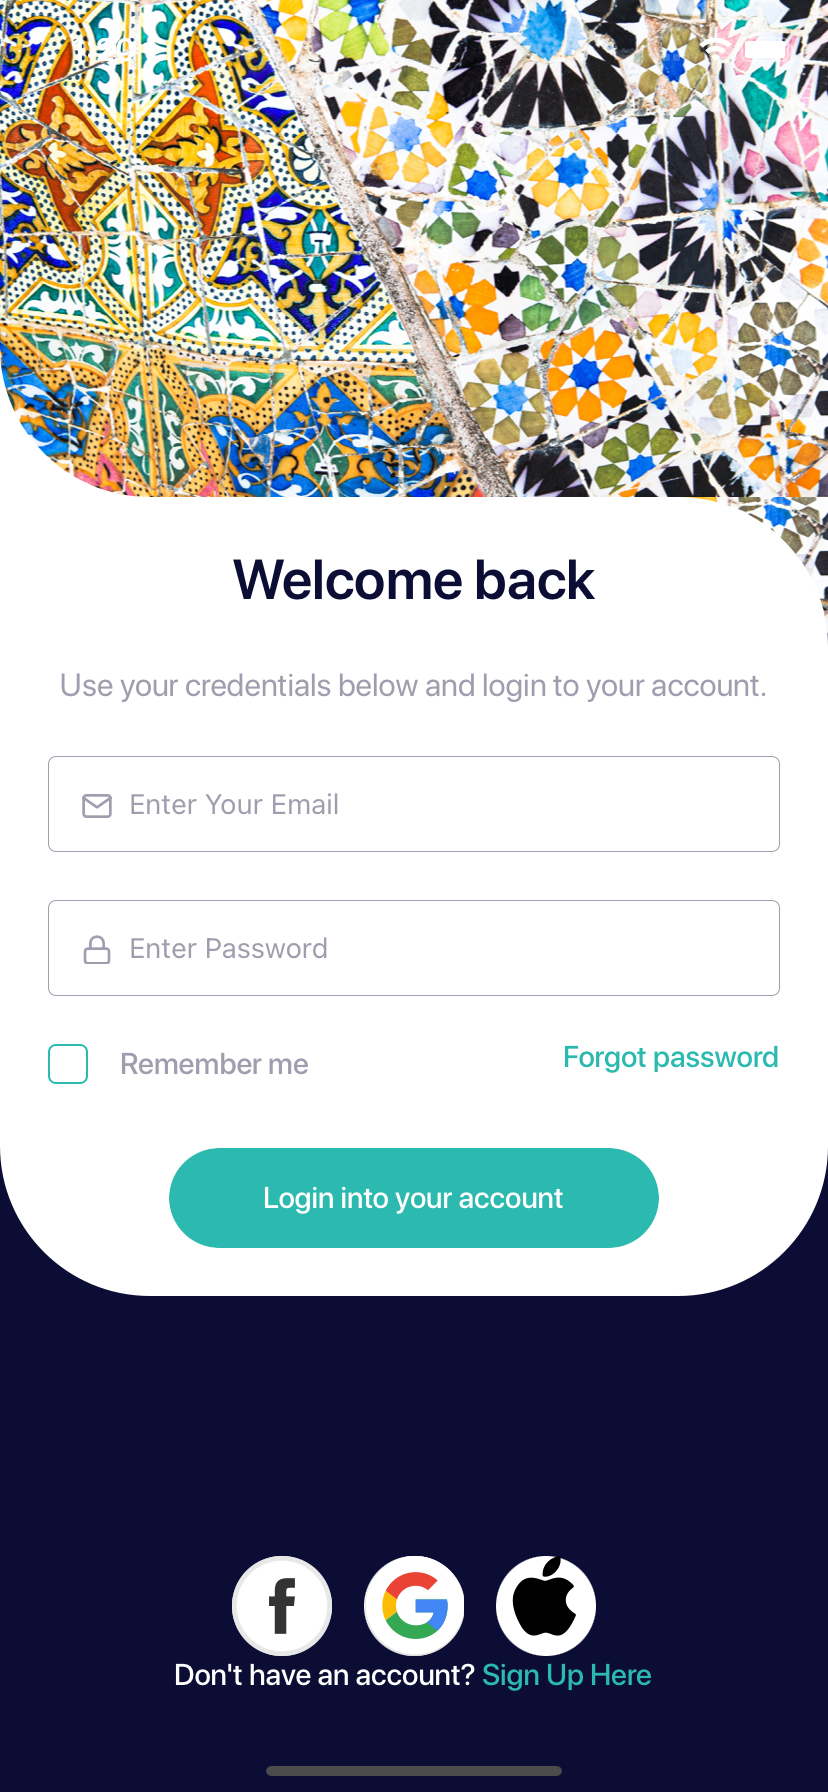 Welcome back
Use your credentials below and login to your account.
Enter Your Email
Enter Password
Remember me
Forgot password
Login into your account
Don't have an account? Sign Up Here